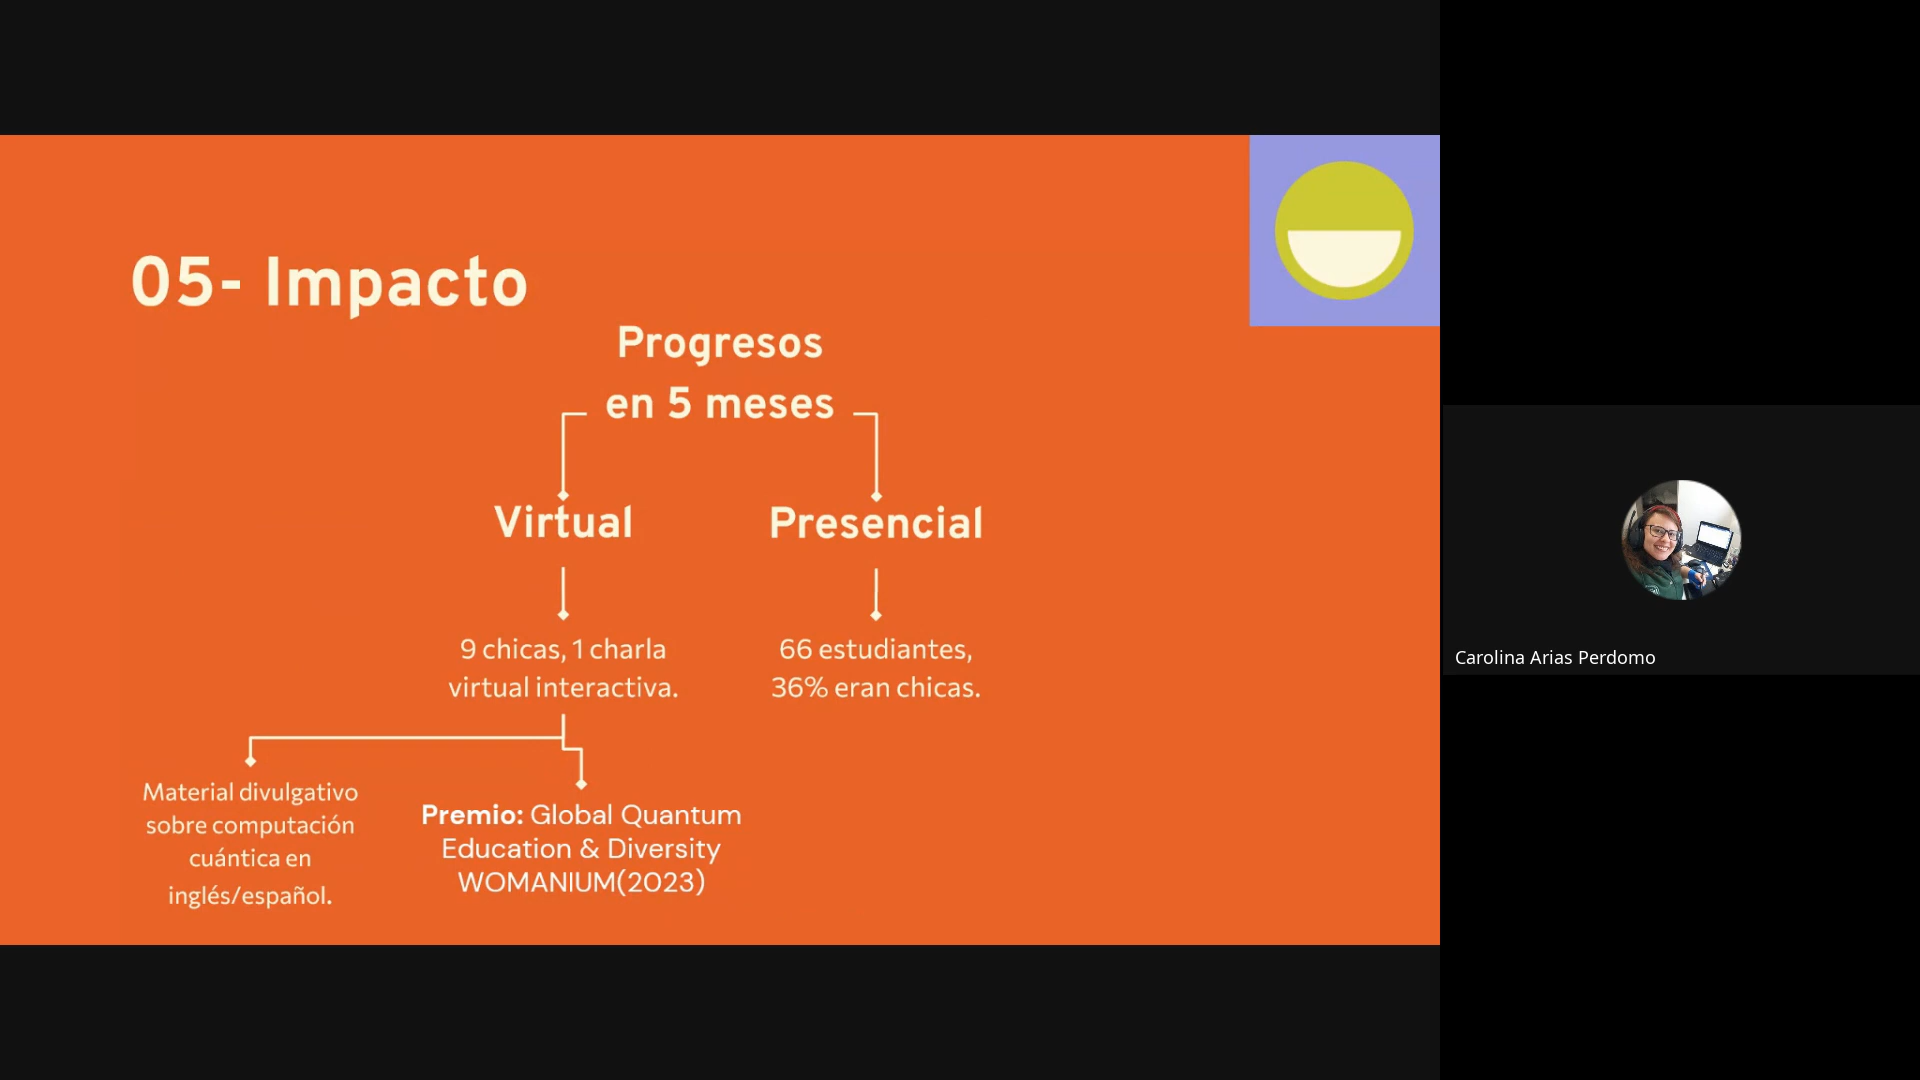 05- Impacto
Progresos
en 5 meses
Virtual
Presencial
9 chicas, 1 charla
virtual interactiva.
66 estudiantes,
36% eran chicas.
Material divulgativo
sobre computación
cuántica en
inglés/español.
Premio: Global Quantum
Education & Diversity
WOMANIUM(2023)
Carolina Arias Perdomo